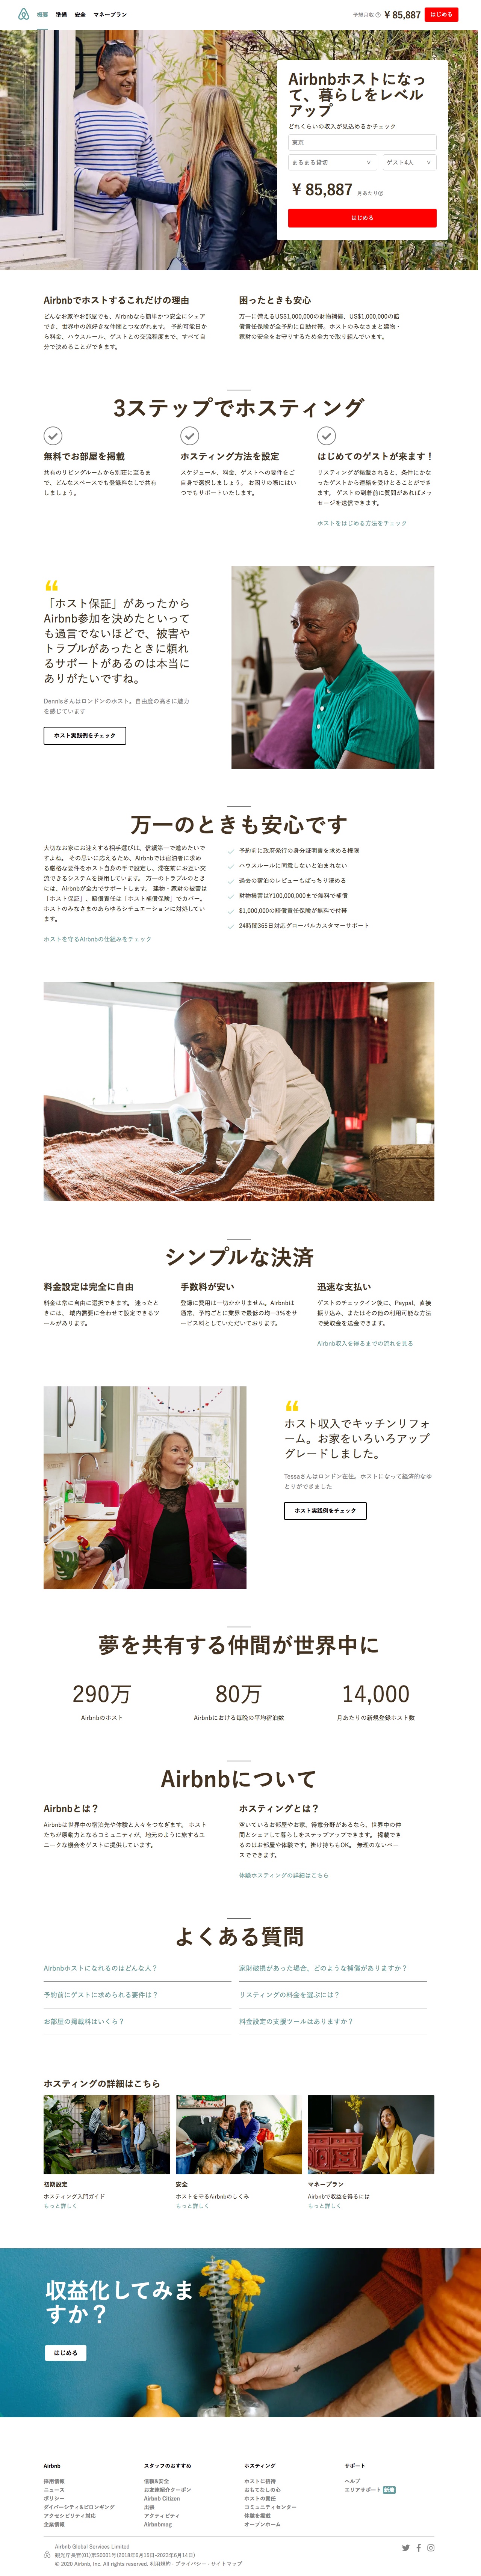 概要 準備 安全 マネープラン
予想月収 ? ¥ 85,887 はじめる
Airbnbホストになっ
て、暮らしをレベル
アップ
どれくらいの収入が見込めるかチェック
東京
まるまる貸切 ゲスト4人
¥ 85,887 月あたり?
はじめる
Airbnbでホストするこれだけの理由
どんなお家やお部屋でも、Airbnbなら簡単かつ安全にシェア
でき、世界中の旅好きな仲間とつながれます。 予約可能日か
ら料金、ハウスルール、ゲストとの交流程度まで、すべて自
分で決めることができます。
困ったときも安心
万一に備えるUS$1,000,000の財物補償、US$1,000,000の賠
償責任保険が全予約に自動付帯。ホストのみなさまと建物・
家財の安全をお守りするため全力で取り組んでいます。
3ステップでホスティング
無料でお部屋を掲載
共有のリビングルームから別荘に至るま
で、どんなスペースでも登録料なしで共有
しましょう。
ホスティング方法を設定
スケジュール、料金、ゲストへの要件をご
自身で選択しましょう。 お困りの際にはい
つでもサポートいたします。
はじめてのゲストが来ます！
リスティングが掲載されると、条件にかな
ったゲストから連絡を受けとることができ
ます。 ゲストの到着前に質問があればメッ
セージを送信できます。
ホストをはじめる方法をチェック
「ホスト保証」があったから
Airbnb参加を決めたといって
も過言でないほどで、被害や
トラブルがあったときに頼れ
るサポートがあるのは本当に
ありがたいですね。
Dennisさんはロンドンのホスト。自由度の高さに魅力
を感じています
ホスト実践例をチェック
万一のときも安心です
大切なお家にお迎えする相手選びは、信頼第一で進めたいで
すよね。 その思いに応えるため、Airbnbでは宿泊者に求め
る厳格な要件をホスト自身の手で設定し、滞在前にお互い交
流できるシステムを採用しています。 万一のトラブルのとき
には、Airbnbが全力でサポートします。 建物・家財の被害は
「ホスト保証」、賠償責任は「ホスト補償保険」でカバー。
ホストのみなさまのあらゆるシチュエーションに対処してい
ます。
ホストを守るAirbnbの仕組みをチェック
予約前に政府発行の身分証明書を求める権限
ハウスルールに同意しないと泊まれない
過去の宿泊のレビューもばっちり読める
財物損害は¥100,000,000まで無料で補償
$1,000,000の賠償責任保険が無料で付帯
24時間365日対応グローバルカスタマーサポート
シンプルな決済
料金設定は完全に自由
料金は常に自由に選択できます。 迷ったと
きには、 域内需要に合わせて設定できるツ
ールがあります。
手数料が安い
登録に費用は一切かかりません。Airbnbは
通常、予約ごとに業界で最低の均一3%をサ
ービス料としていただいております。
迅速な支払い
ゲストのチェックイン後に、Paypal、直接
振り込み、またはその他の利用可能な方法
で受取金を送金できます。
Airbnb収入を得るまでの流れを見る
ホスト収入でキッチンリフォ
ーム。お家をいろいろアップ
グレードしました。
Tessaさんはロンドン在住。ホストになって経済的なゆ
とりができました
ホスト実践例をチェック
夢を共有する仲間が世界中に
290万
Airbnbのホスト
80万
Airbnbにおける毎晩の平均宿泊数
14,000
月あたりの新規登録ホスト数
Airbnbについて
Airbnbとは？
Airbnbは世界中の宿泊先や体験と人々をつなぎます。 ホスト
たちが原動力となるコミュニティが、地元のように旅するユ
ニークな機会をゲストに提供しています。
ホスティングとは？
空いているお部屋やお家、得意分野があるなら、世界中の仲
間とシェアして暮らしをステップアップできます。 掲載でき
るのはお部屋や体験です。掛け持ちもOK。 無理のないペー
スでできます。
体験ホスティングの詳細はこちら
よくある質問
Airbnbホストになれるのはどんな人？
家財破損があった場合、どのような補償がありますか？
予約前にゲストに求められる要件は？
リスティングの料金を選ぶには？
お部屋の掲載料はいくら？
料金設定の支援ツールはありますか？
ホスティングの詳細はこちら
初期設定
ホスティング入門ガイド
もっと詳しく
安全
ホストを守るAirbnbのしくみ
もっと詳しく
マネープラン
Airbnbで収益を得るには
もっと詳しく
収益化してみま
すか？
はじめる
Airbnb
採用情報
ニュース
ポリシー
ダイバーシティ&ビロンギング
アクセシビリティ対応
企業情報
スタッフのおすすめ
信頼&安全
お友達紹介クーポン
Airbnb Citizen
出張
アクティビティ
Airbnbmag
ホスティング
ホストに招待
おもてなしの心
ホストの責任
コミュニティセンター
体験を掲載
オープンホーム
サポート
ヘルプ
エリアサポート
Airbnb Global Services Limited
観光庁長官(01)第S0001号(2018年6月15日-2023年6月14日)
© 2020 Airbnb, Inc. All rights reserved. 利用規約 · プライバシー · サイトマップ